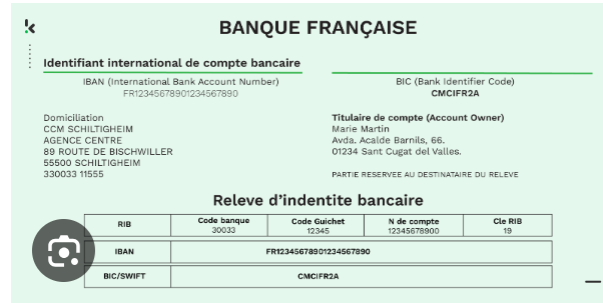 BANQUE FRANÇAISE
Identifiant international de compte bancaire
IBAN (International Bank Account Number)
FR12345678901234567890
BIC (Bank Identifier Code)
CMCIFR2A
Domiciliation
CCM SCHILTIGHEIM
AGENCE CENTRE
89 ROUTE DE BISCHWILLER
55500 SCHILTIGHEIM
330033 11555
Titulaire de compte (Account Owner)
Marie Martin
Avda. Acalde Barnils, 66.
01234 Sant Cugat del Valles.
PARTIE RESERVEE AU DESTINATAIRE DU RELEVE
Releve d'identite bancaire
RIB Code banque Code Guichet N de compte Cle RIB
30033 12345 12345678900 19
IBAN FR12345678901234567890
BIC/SWIFT CMCIFR2A